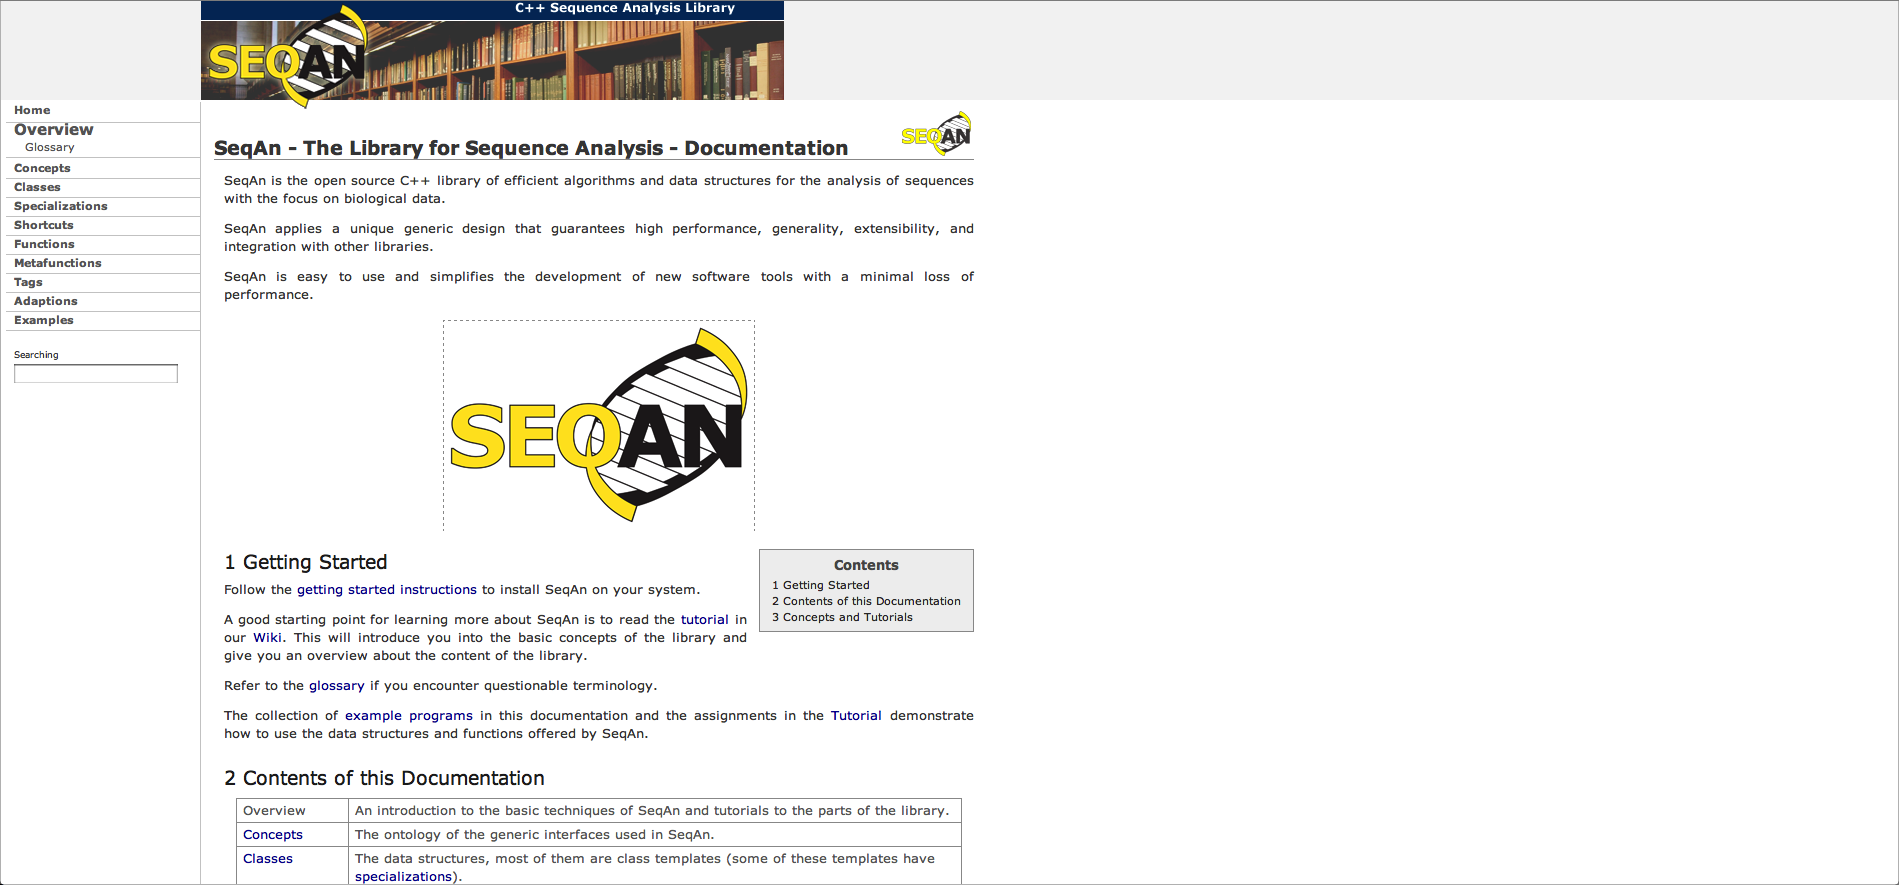 C++ Sequence Analysis Library
SEQAN
Home
Overview
Glossary
Concepts
Classes
Specializations
Shortcuts
Functions
Metafunctions
Tags
Adaptions
Examples
Searching
SEQAN
SeqAn - The Library for Sequence Analysis - Documentation
SeqAn is the open source C++ library of efficient algorithms and data structures for the analysis of sequences
with the focus on biological data.
SeqAn applies a unique generic design that guarantees high performance, generality, extensibility, and
integration with other libraries.
SeqAn is easy to use and simplifies the development of new software tools with a minimal loss of
performance.
SEQAN
1 Getting Started
Follow the getting started instructions to install SeqAn on your system.
A good starting point for learning more about SeqAn is to read the tutorial in
our Wiki. This will introduce you into the basic concepts of the library and
give you an overview about the content of the library.
Refer to the glossary if you encounter questionable terminology.
The collection of example programs in this documentation and the assignments in the Tutorial demonstrate
how to use the data structures and functions offered by SeqAn.
Contents
1 Getting Started
2 Contents of this Documentation
3 Concepts and Tutorials
2 Contents of this Documentation
Overview An introduction to the basic techniques of SeqAn and tutorials to the parts of the library.
Concepts The ontology of the generic interfaces used in SeqAn.
Classes The data structures, most of them are class templates (some of these templates have
specializations).